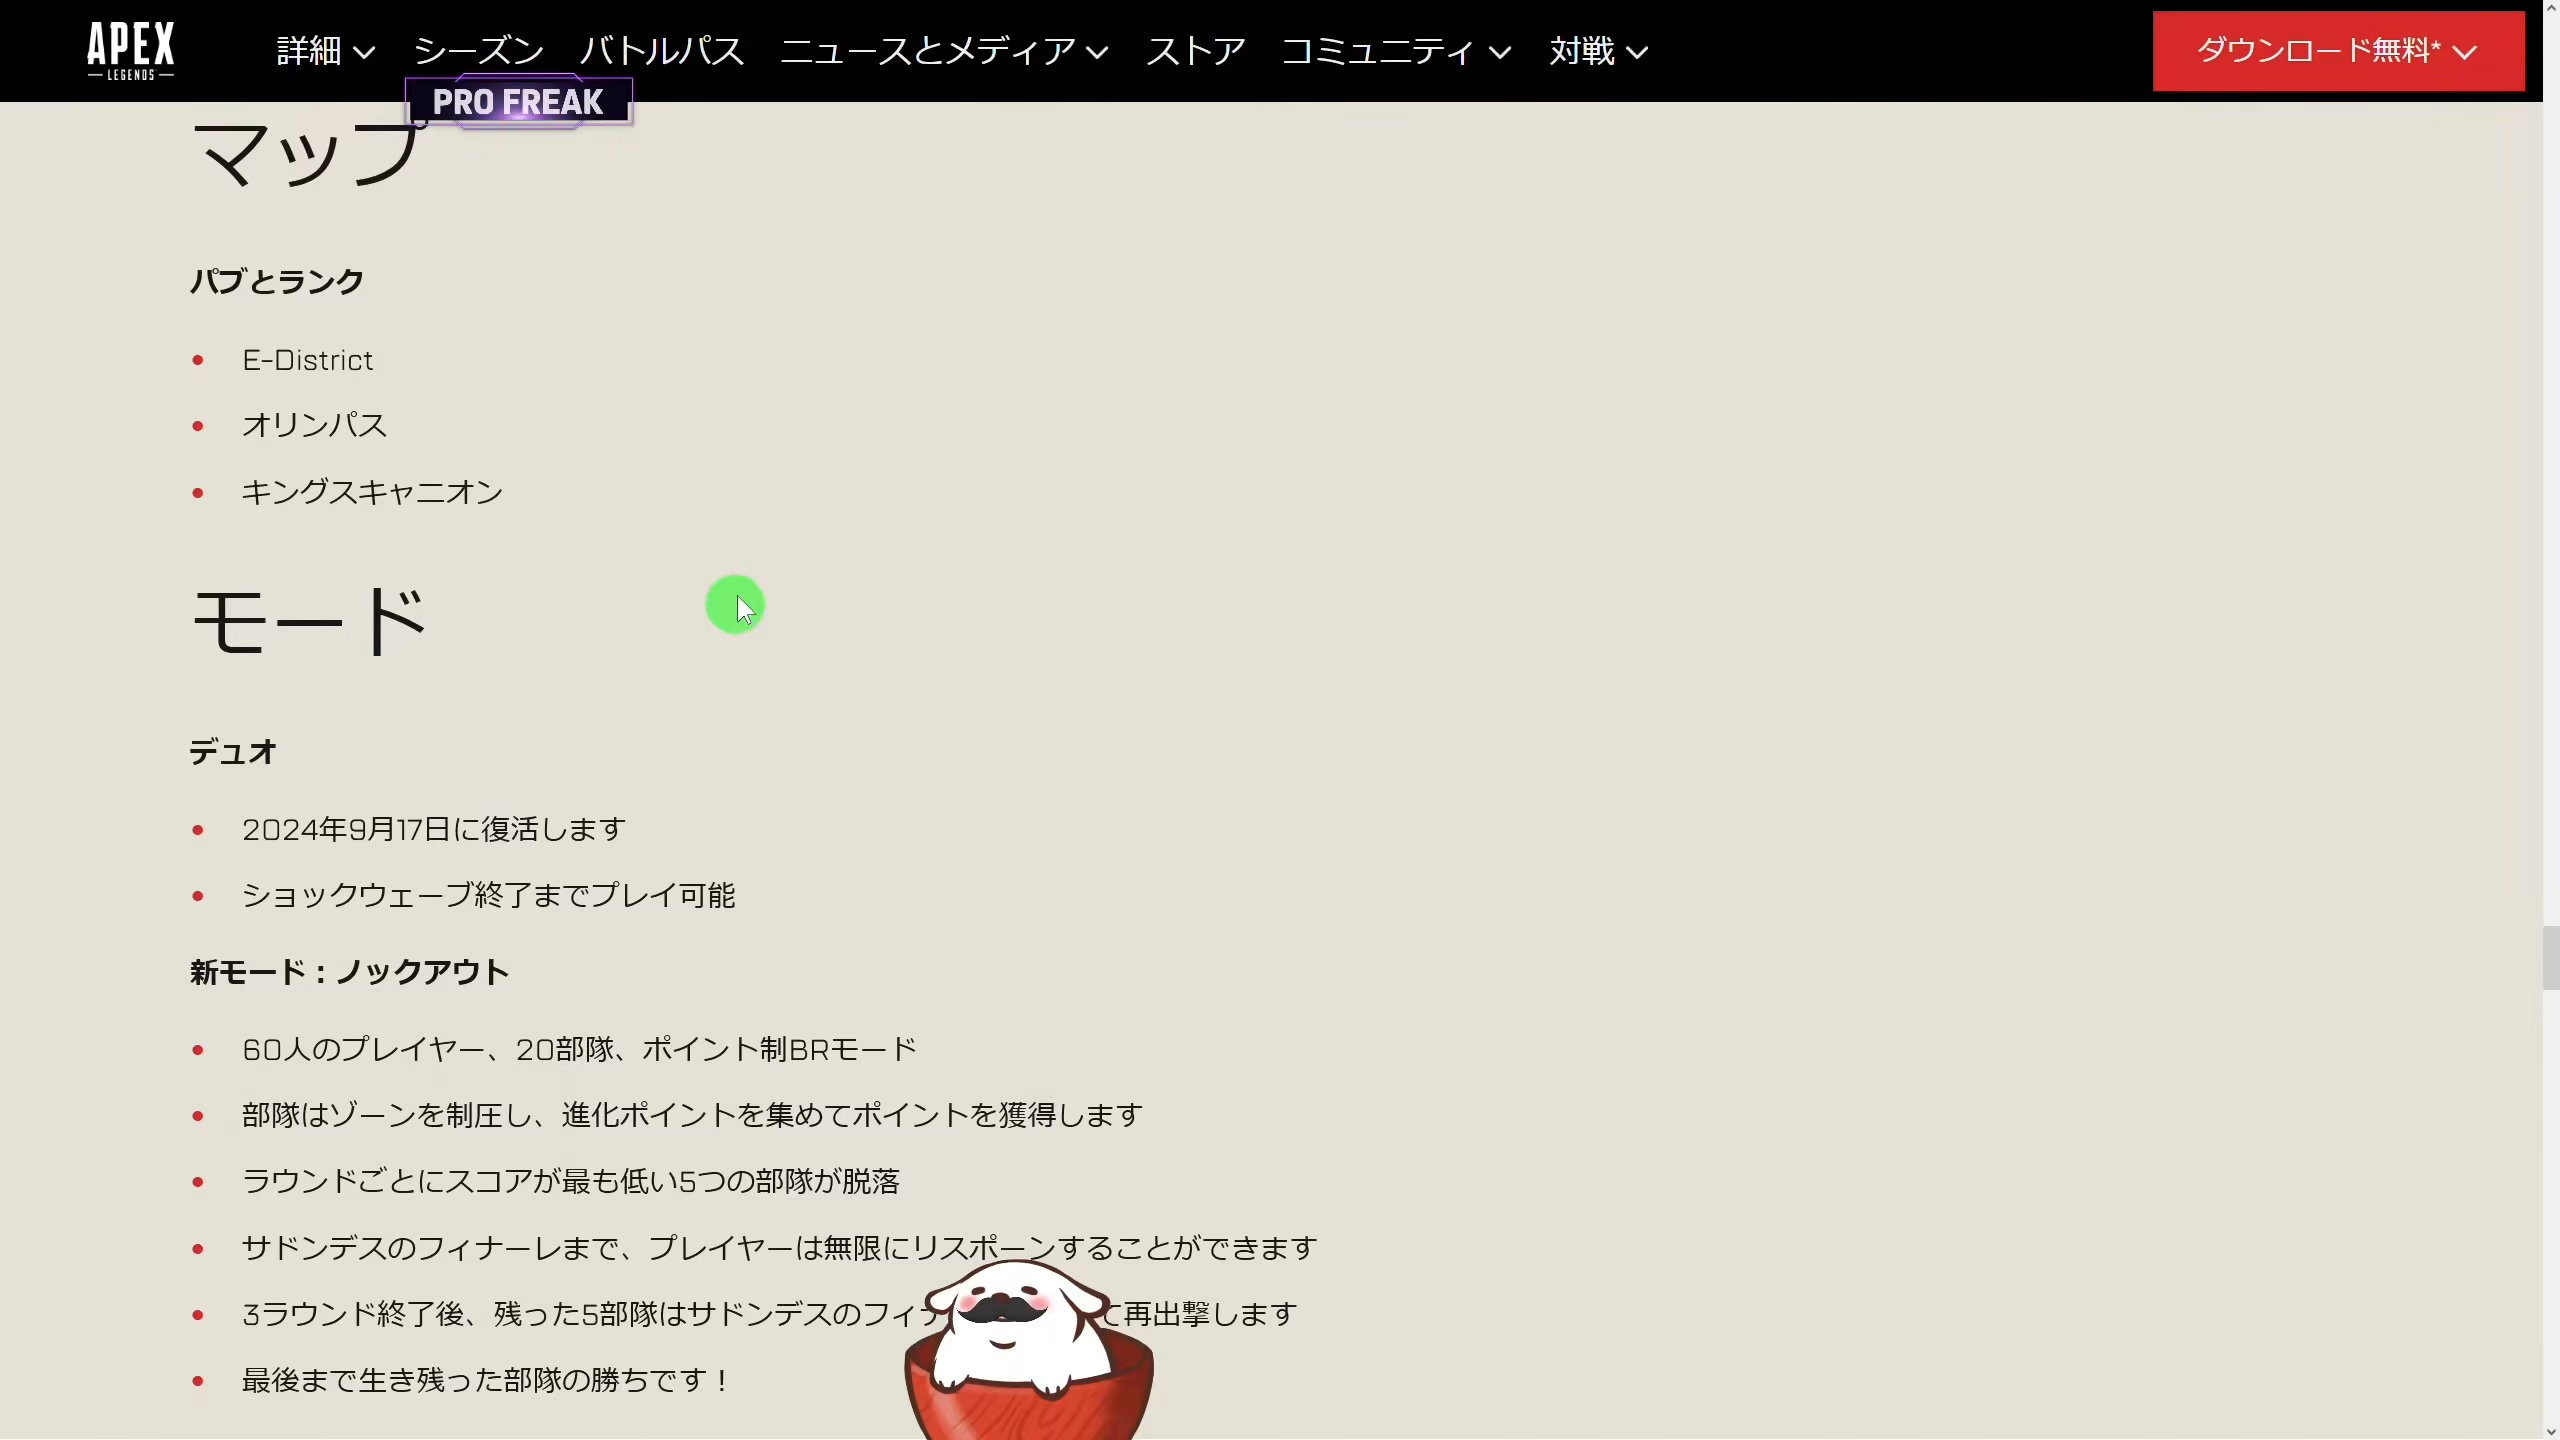 APEX
LEGENDS
詳細 シーズン バトルパス ニュースとメディア ストア コミュニティ 対戦 ダウンロード無料*
PRO FREAK
マップ
パブとランク
E-District
オリンパス
キングスキャニオン
モード
デュオ
2024年9月17日に復活します
ショックウェーブ終了までプレイ可能
新モード：ノックアウト
60人のプレイヤー、20部隊、ポイント制BRモード
部隊はゾーンを制圧し、進化ポイントを集めてポイントを獲得します
ラウンドごとにスコアが最も低い5つの部隊が脱落
サドンデスのフィナーレまで、プレイヤーは無限にリスポーンすることができます
3ラウンド終了後、残った5部隊はサドンデスのフィナ て再出撃します
最後まで生き残った部隊の勝ちです！